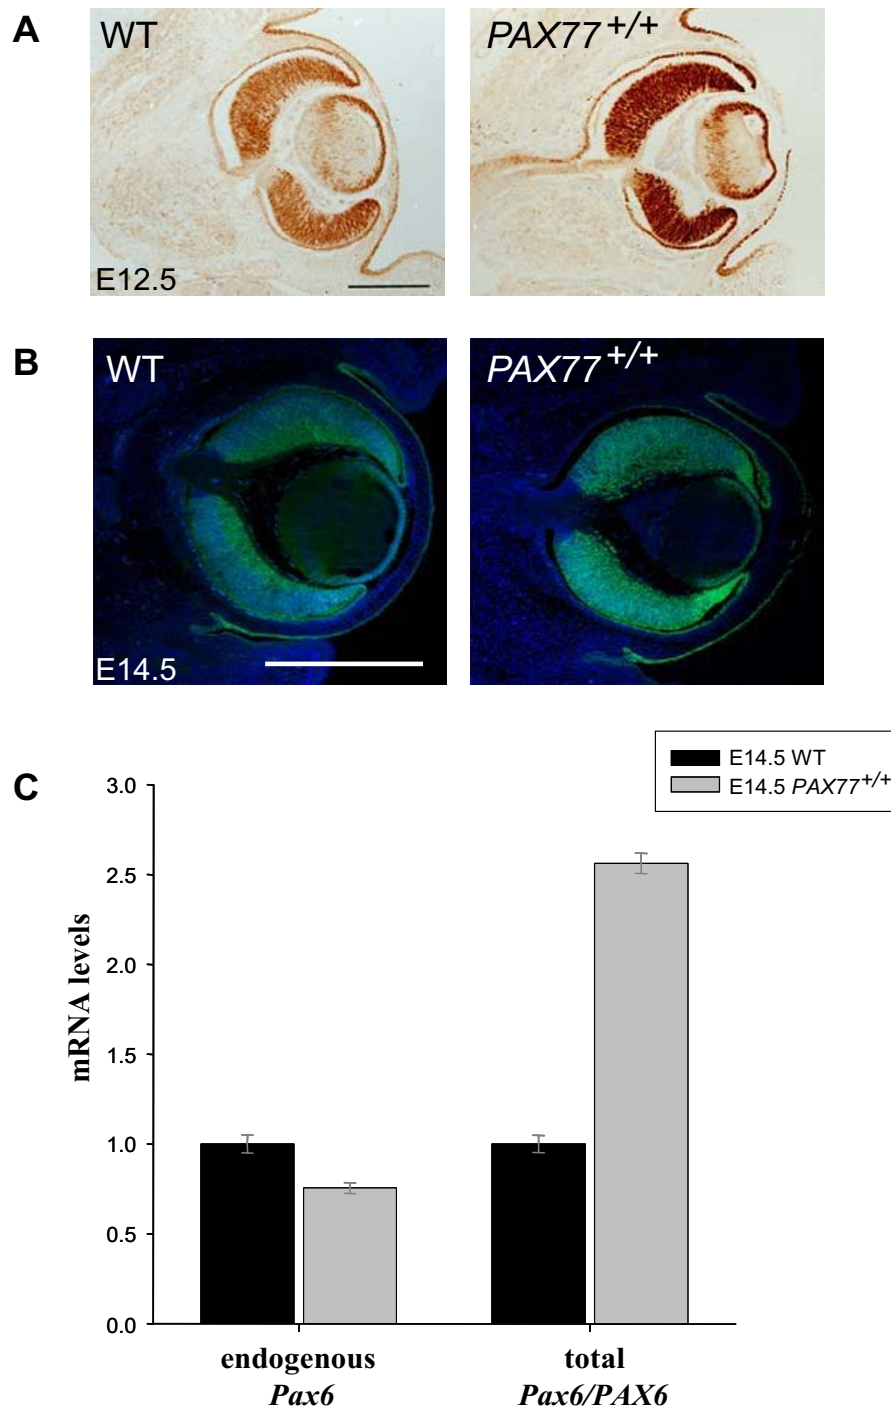 A
WT
PAX77+/+
E12.5
B
WT
PAX77+/+
E14.5
C
E14.5 WT
E14.5 PAX77+/+
mRNA levels
3.0
2.5
2.0
1.5
1.0
0.5
0.0
endogenous
Pax6
total
Pax6/PAX6